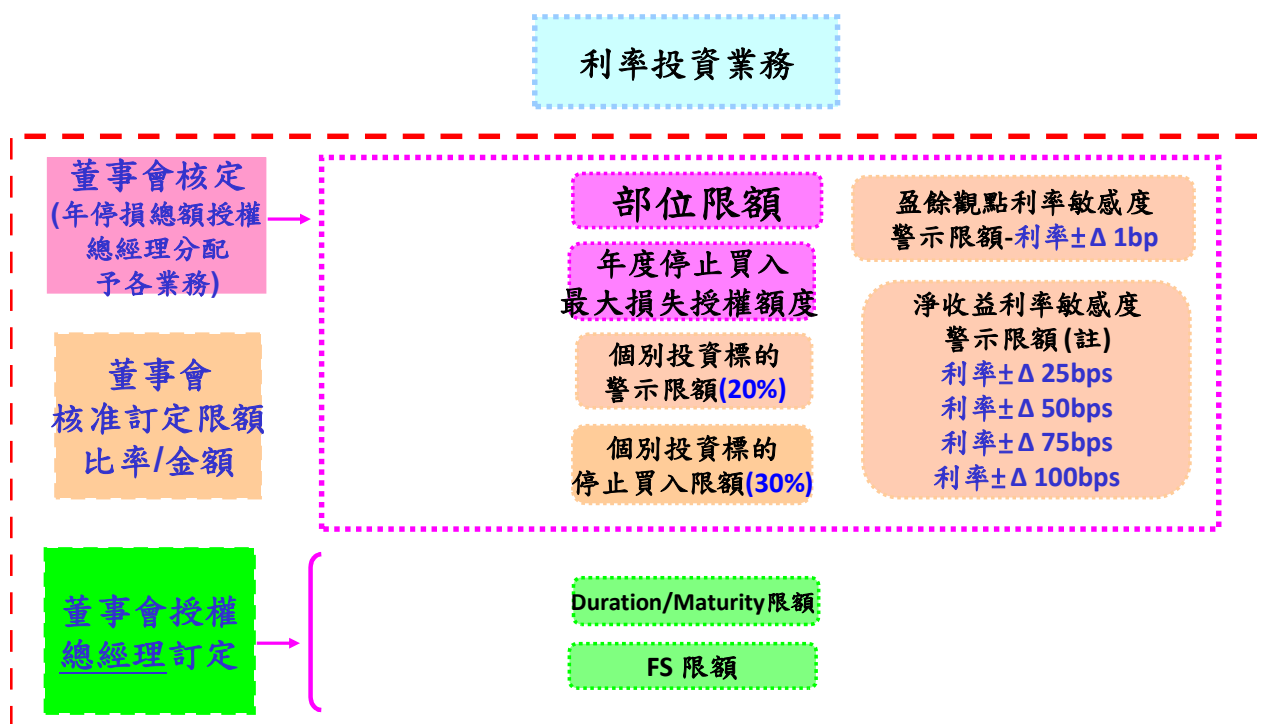 利率投資業務
董事會核定
(年停損總額授權
總經理分配
予各業務)
董事會
核准訂定限額
比率/金額
部位限額
年度停止買入
最大損失授權額度
個別投資標的
警示限額(20%)
個別投資標的
停止買入限額(30%)
盈餘觀點利率敏感度
警示限額-利率±Δ 1bp
淨收益利率敏感度
警示限額(註)
利率±Δ 25bps
利率±Δ 50bps
利率±Δ 75bps
利率±Δ 100bps
董事會授權
總經理訂定
Duration/Maturity限額
FS 限額